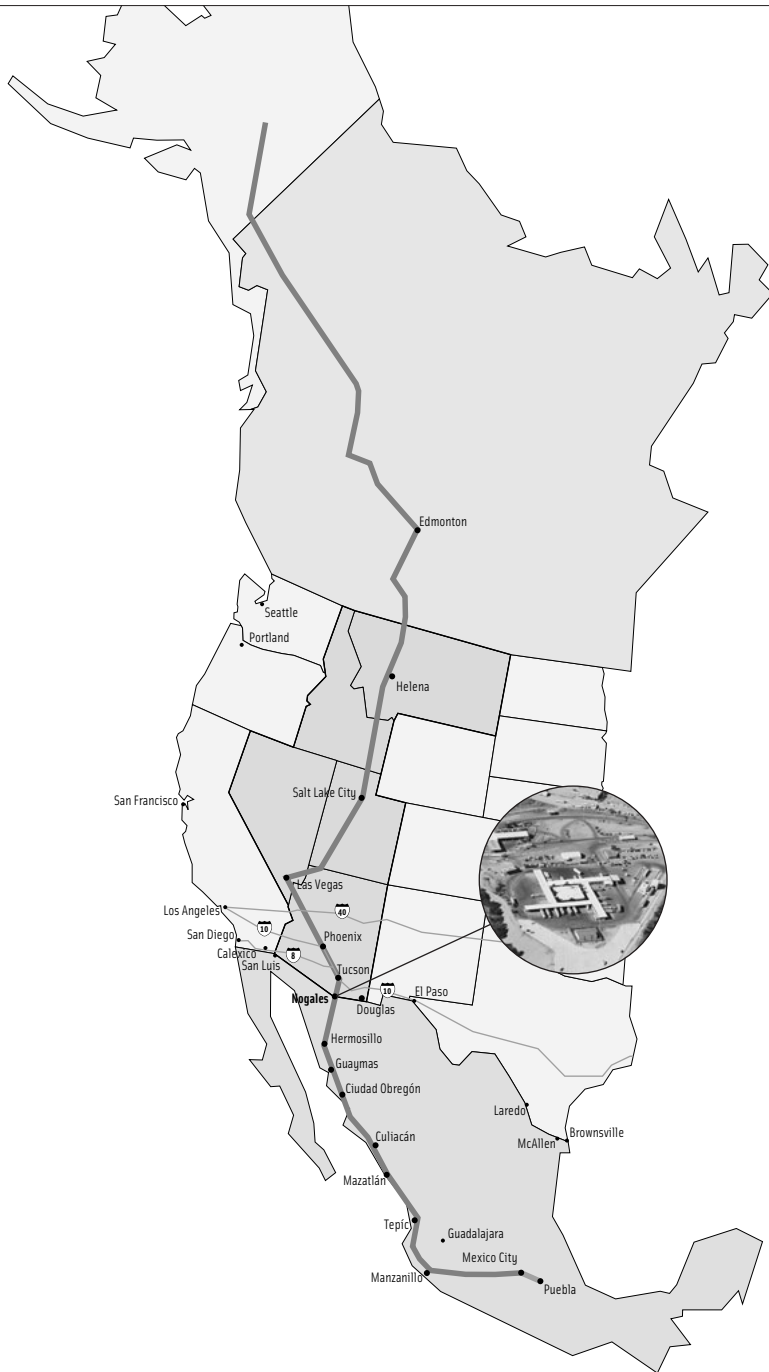 Edmonton
Seattle
Portland
Helena
San Francisco
Salt Lake City
Las Vegas
Los Angeles
40
10
San Diego
Phoenix
8
Calexico
San Luis
Tucson
Nogales
10
El Paso
Douglas
Hermosillo
Guaymas
Ciudad Obregón
Laredo
Brownsville
McAllen
Culiacán
Mazatlán
Tepíc
Guadalajara
Mexico City
Manzanillo
Puebla